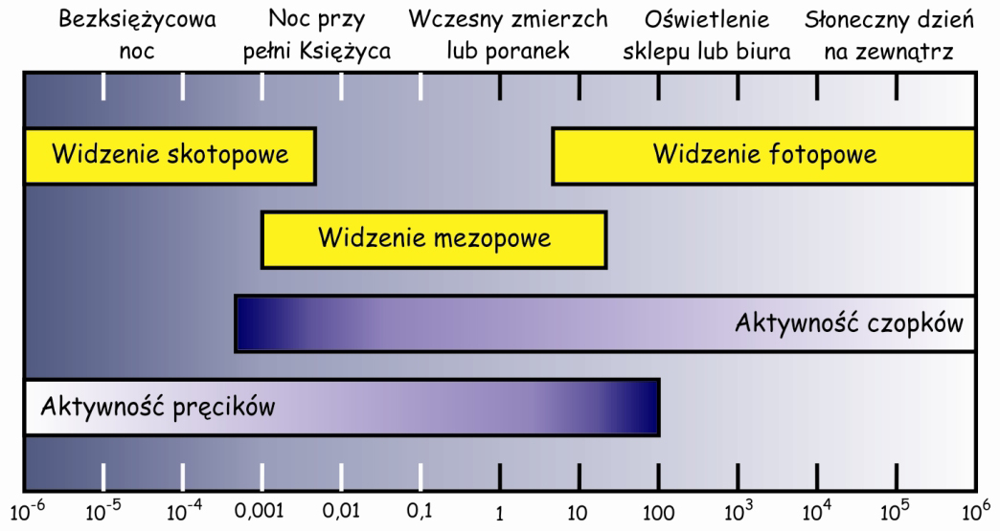 Bezksiężycowa
noc
Noc przy
pełni Księżyca
Wczesny zmierzch
lub poranek
Oświetlenie
sklepu lub biura
Słoneczny dzień
na zewnątrz
Widzenie skotopowe
Widzenie fotopowe
Widzenie mezopowe
Aktywność czopków
Aktywność pręcików
10⁻⁶ 10⁻⁵ 10⁻⁴ 0,001 0,01 0,1 1 10 100 10³ 10⁴ 10⁵ 10⁶